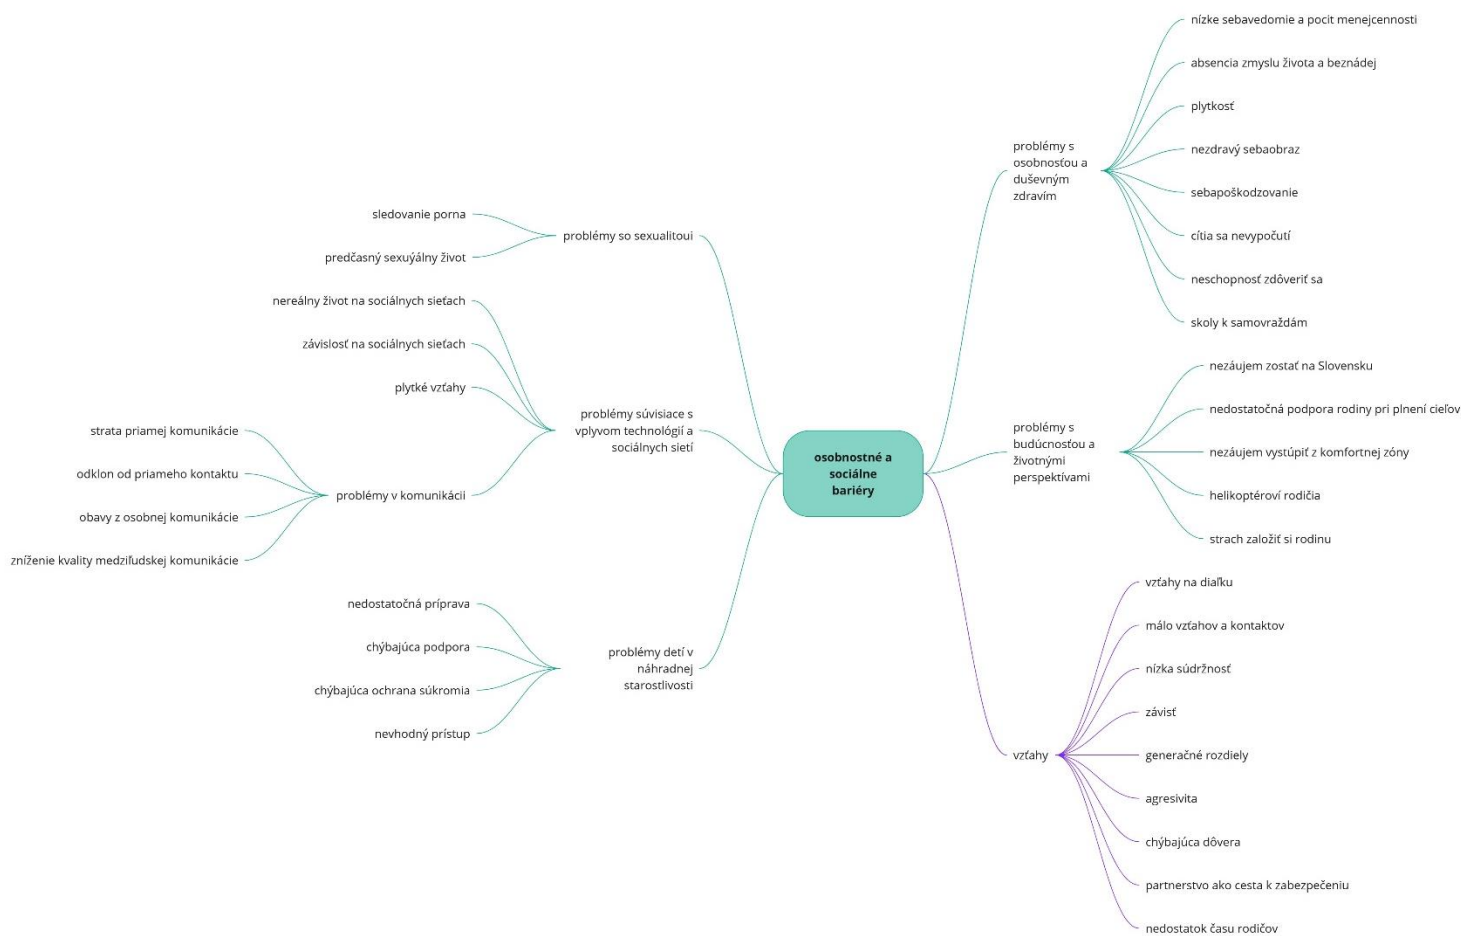 osobnostné a
sociálne
bariéry
problémy s
osobnosťou a
duševným
zdravím
nízke sebavedomie a pocit menejcennosti
absencia zmyslu života a beznádej
plytkosť
nezdravý sebaobraz
sebapoškodzovanie
cítia sa nevypočutí
neschopnosť zdôveriť sa
skoly k samovraždám
problémy s
budúcnosťou a
životnými
perspektívami
nezáujem zostať na Slovensku
nedostatočná podpora rodiny pri plnení cieľov
nezáujem vystúpiť z komfortnej zóny
helikoptéroví rodičia
strach založiť si rodinu
vzťahy
vzťahy na diaľku
málo vzťahov a kontaktov
nízka súdržnosť
závisť
generačné rozdiely
agresivita
chýbajúca dôvera
partnerstvo ako cesta k zabezpečeniu
nedostatok času rodičov
problémy so sexualitoui
sledovanie porna
predčasný sexuýálny život
problémy súvisiace s
vplyvom technológií a
sociálnych sietí
nereálny život na sociálnych sieťach
závislosť na sociálnych sieťach
plytké vzťahy
problémy v komunikácii
strata priamej komunikácie
odklon od priameho kontaktu
obavy z osobnej komunikácie
zníženie kvality medziľudskej komunikácie
problémy detí v
náhradnej
starostlivosti
nedostatočná príprava
chýbajúca podpora
chýbajúca ochrana súkromia
nevhodný prístup